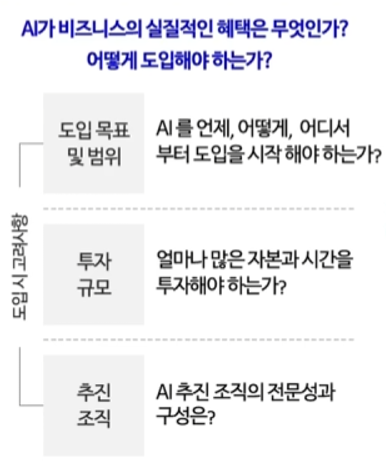 AI가 비즈니스의 실질적인 혜택은 무엇인가?
어떻게 도입해야 하는가?
도입 시 고려사항
도입 목표
및 범위
AI 를 언제, 어떻게, 어디서
부터 도입을 시작 해야 하는가?
투자
규모
얼마나 많은 자본과 시간을
투자해야 하는가?
추진
조직
AI 추진 조직의 전문성과
구성은?